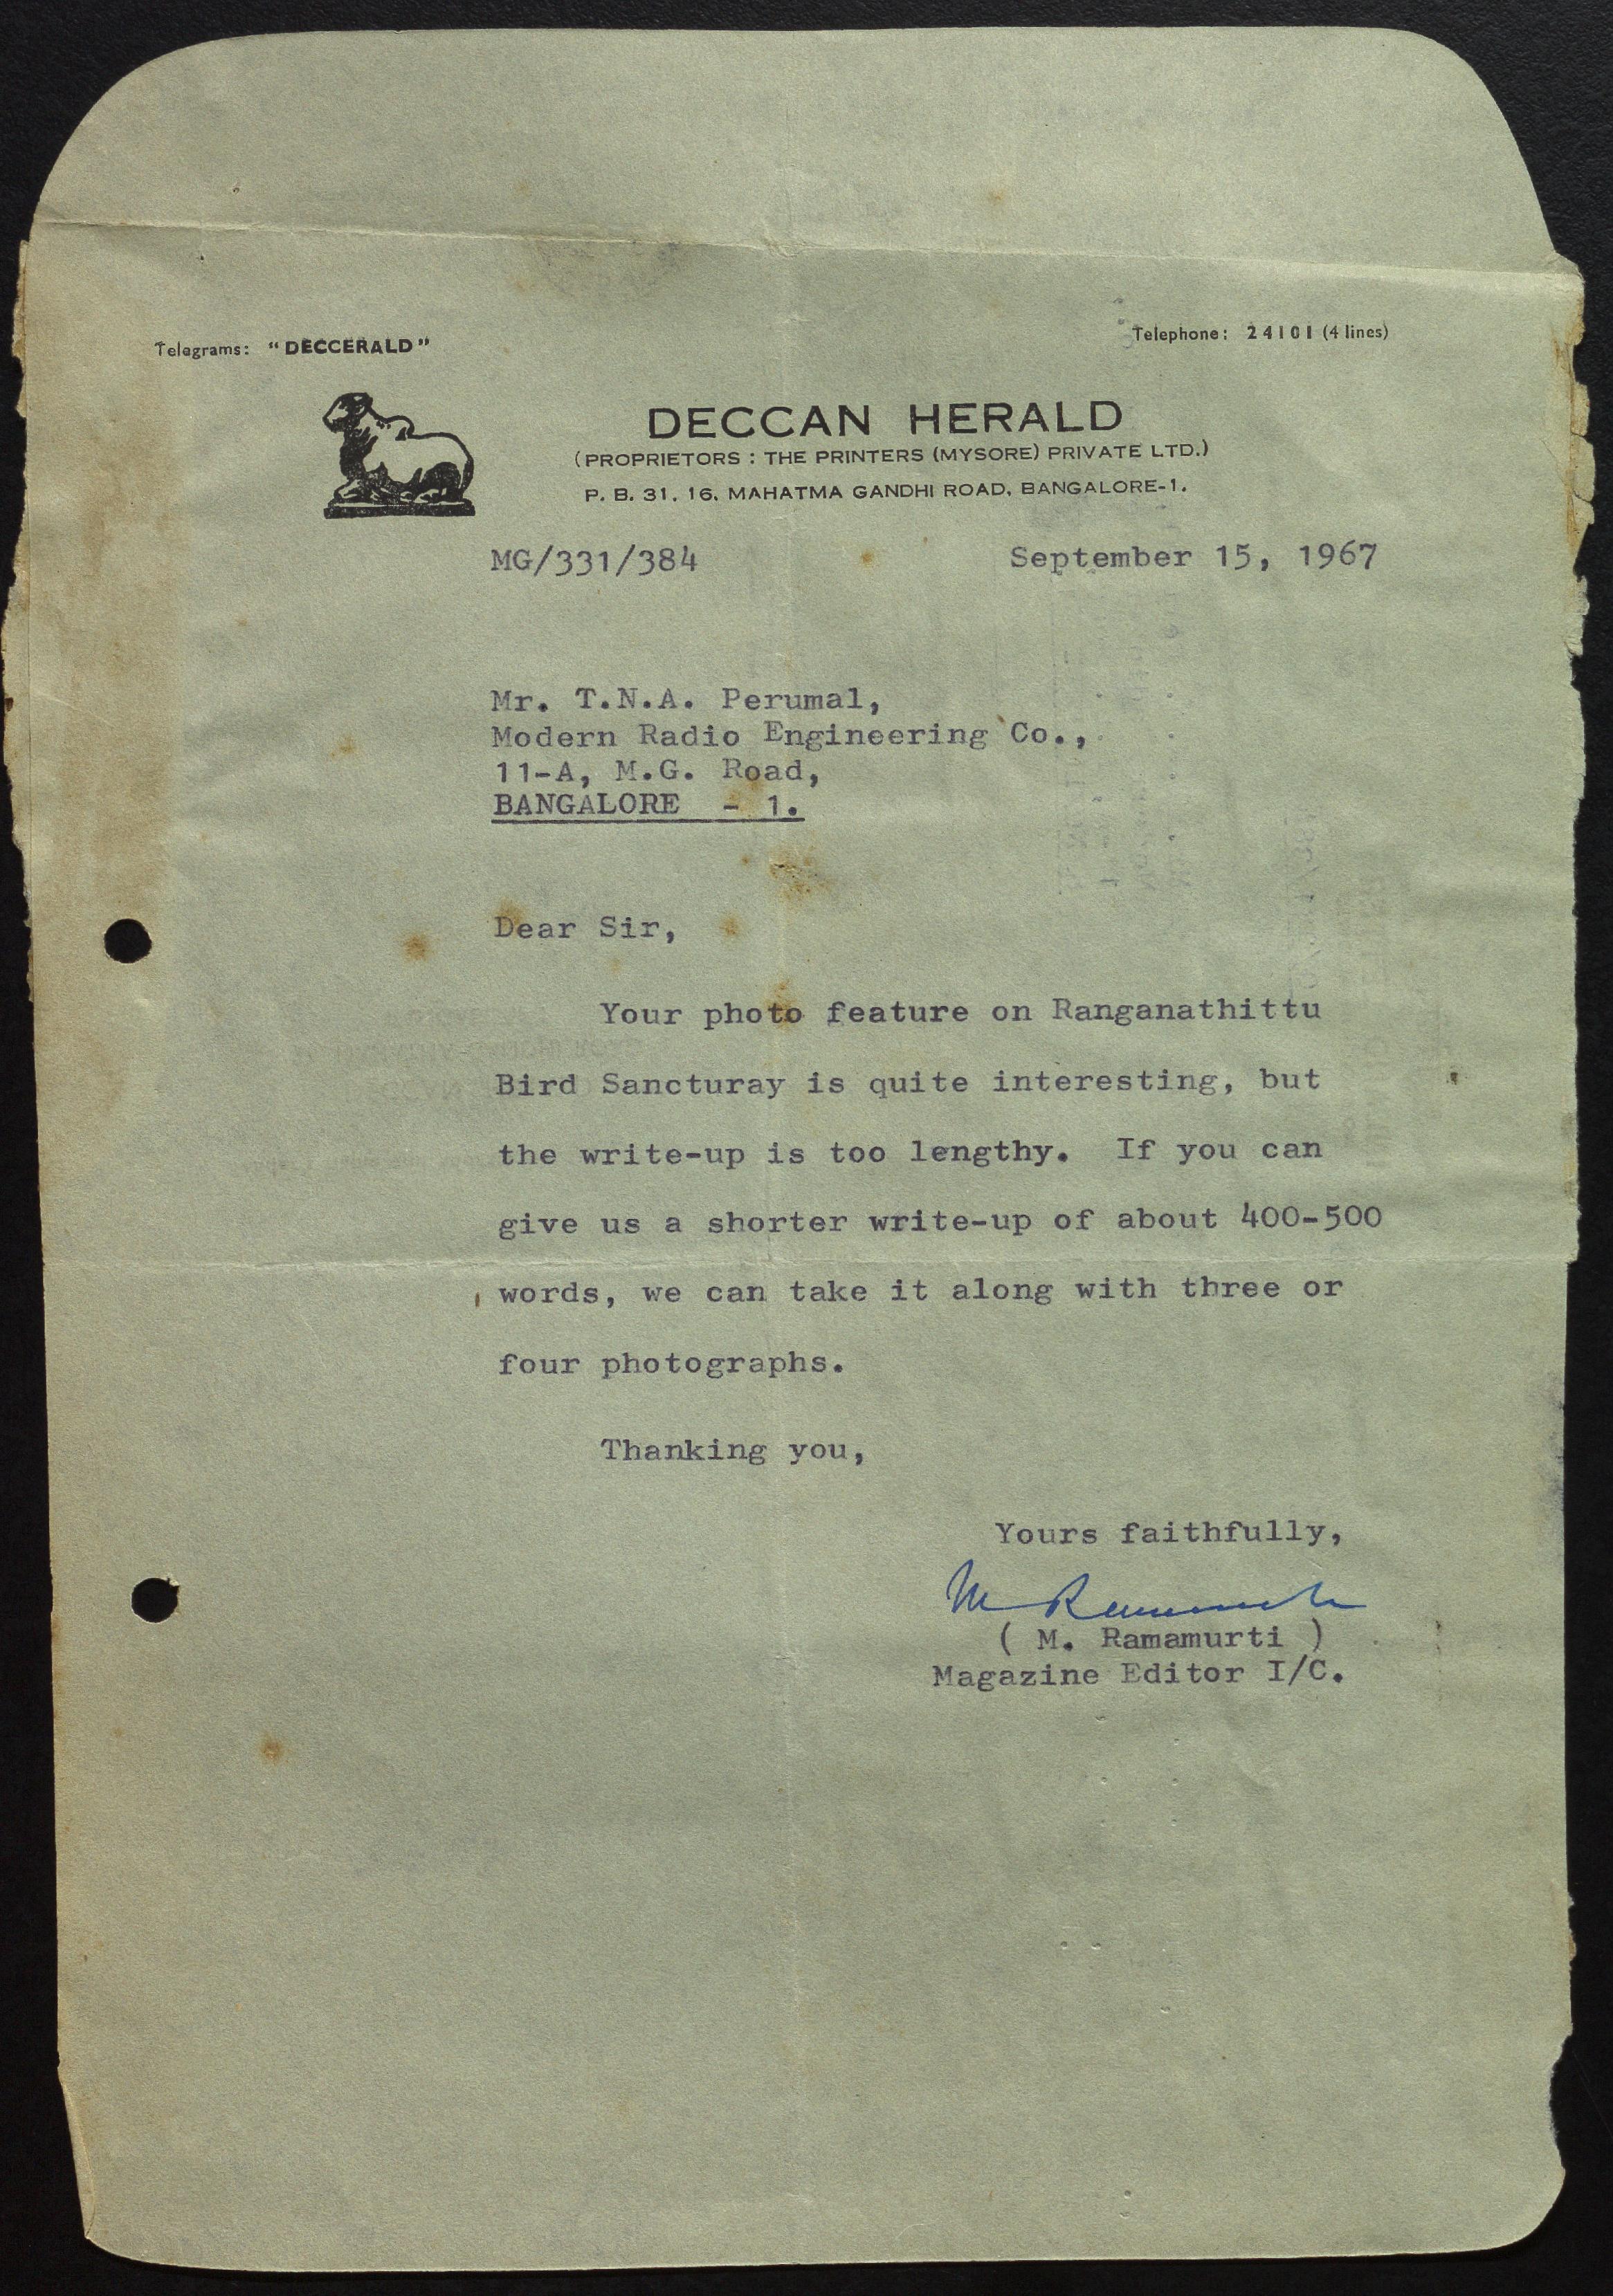 Telegrams: "DECCERALD"
Telephone: 24101 (4 lines)
DECCAN HERALD
(PROPRIETORS : THE PRINTERS (MYSORE) PRIVATE LTD.)
P. B. 31, 16, MAHATMA GANDHI ROAD, BANGALORE-1.
MG/331/384
September 15, 1967
Mr. T.N.A. Perumal,
Modern Radio Engineering Co.,
11-A, M.G. Road,
BANGALORE - 1.
Dear Sir,
Your photo feature on Ranganathittu
Bird Sancturay is quite interesting, but
the write-up is too lengthy. If you can
give us a shorter write-up of about 400-500
words, we can take it along with three or
four photographs.
Thanking you,
Yours faithfully,
( M. Ramamurti )
Magazine Editor I/C.